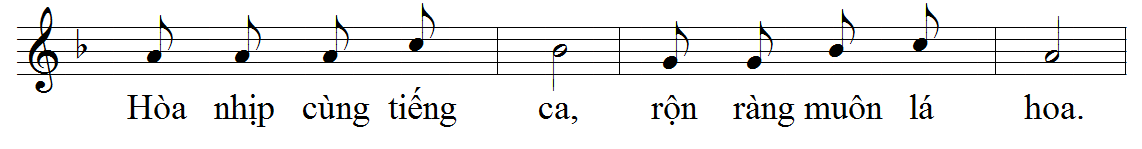 Hòa nhịp cùng tiếng ca, rộn ràng muôn lá hoa.